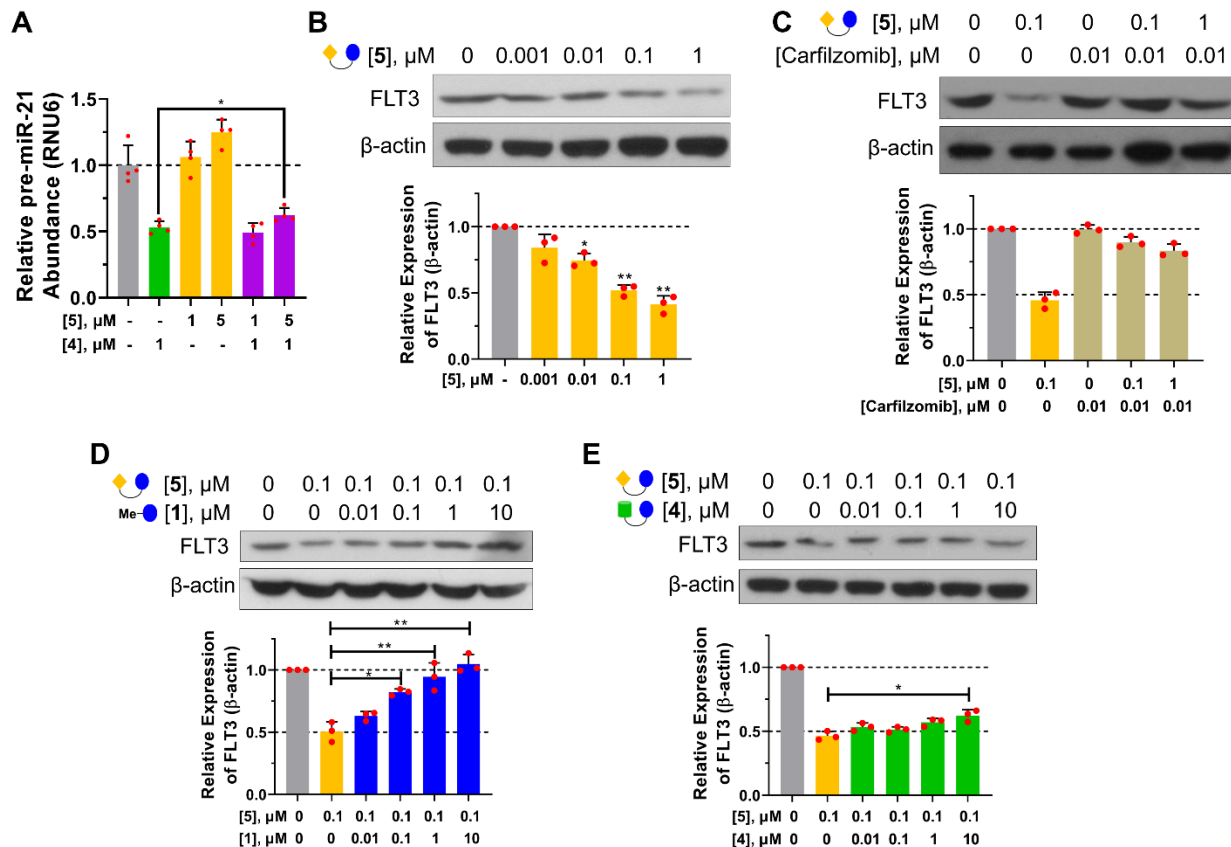 A
Relative pre-miR-21
Abundance (RNU6)
1.5
1.0
0.5
0.0
*
[5], μM - - 1 5 1 5
[4], μM - 1 - - 1 1
B
[5], μM 0 0.001 0.01 0.1 1
FLT3
β-actin
Relative Expression
of FLT3 (β-actin)
1.0
0.5
0.0
* ** **
[5], μM - 0.001 0.01 0.1 1
C
[5], μM 0 0.1 0 0.1 1
[Carfilzomib], μM 0 0 0.01 0.01 0.01
FLT3
β-actin
Relative Expression
of FLT3 (β-actin)
1.0
0.5
0.0
[5], μM 0 0.1 0 0.1 1
[Carfilzomib], μM 0 0 0.01 0.01 0.01
D
[5], μM 0 0.1 0.1 0.1 0.1 0.1
Me [1], μM 0 0 0.01 0.1 1 10
FLT3
β-actin
Relative Expression
of FLT3 (β-actin)
1.0
0.5
0.0
**
**
*
[5], μM 0 0.1 0.1 0.1 0.1 0.1
[1], μM 0 0 0.01 0.1 1 10
E
[5], μM 0 0.1 0.1 0.1 0.1 0.1
[4], μM 0 0 0.01 0.1 1 10
FLT3
β-actin
Relative Expression
of FLT3 (β-actin)
1.0
0.5
0.0
*
[5], μM 0 0.1 0.1 0.1 0.1 0.1
[4], μM 0 0 0.01 0.1 1 10